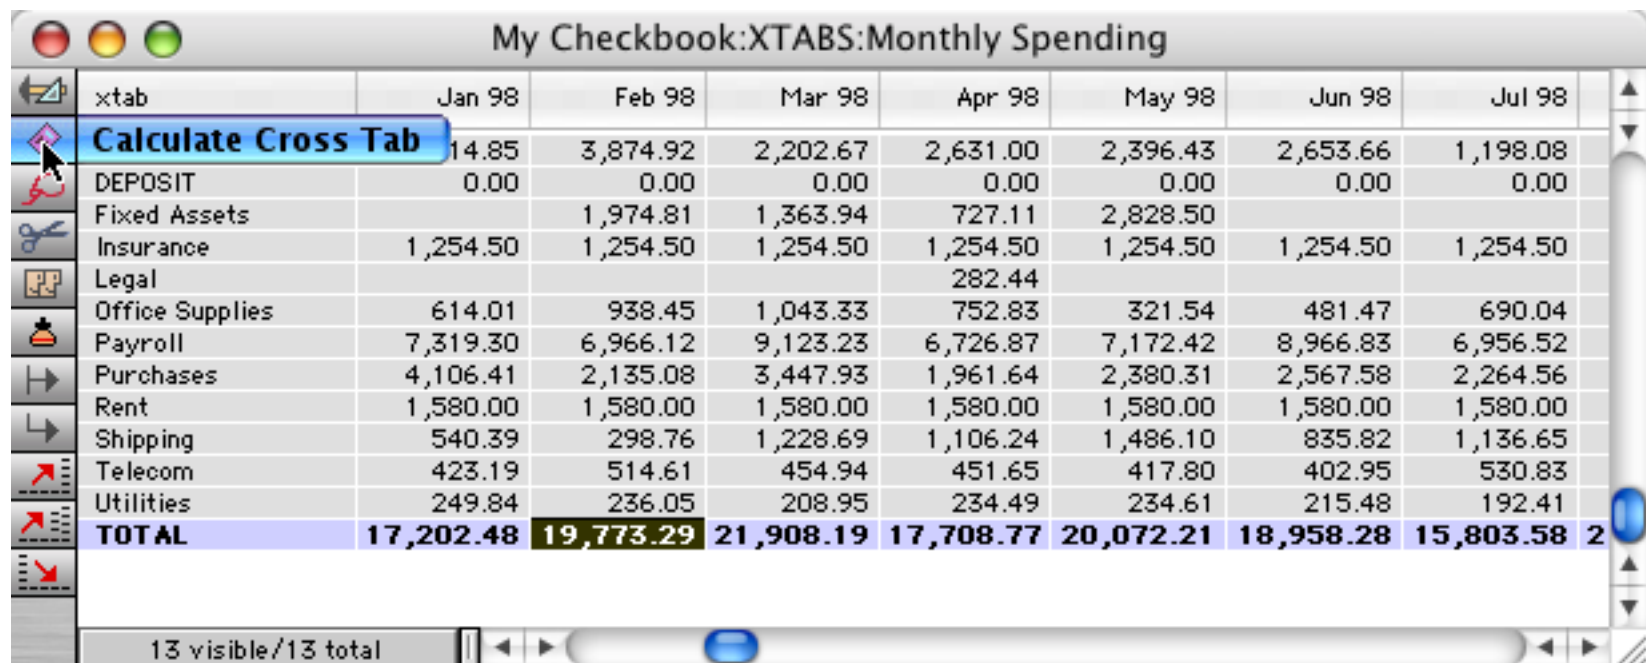 My Checkbook:XTABS:Monthly Spending
xtab Jan 98 Feb 98 Mar 98 Apr 98 May 98 Jun 98 Jul 98
Calculate Cross Tab 14.85 3,874.92 2,202.67 2,631.00 2,396.43 2,653.66 1,198.08
DEPOSIT 0.00 0.00 0.00 0.00 0.00 0.00 0.00
Fixed Assets 1,974.81 1,363.94 727.11 2,828.50
Insurance 1,254.50 1,254.50 1,254.50 1,254.50 1,254.50 1,254.50 1,254.50
Legal 282.44
Office Supplies 614.01 938.45 1,043.33 752.83 321.54 481.47 690.04
Payroll 7,319.30 6,966.12 9,123.23 6,726.87 7,172.42 8,966.83 6,956.52
Purchases 4,106.41 2,135.08 3,447.93 1,961.64 2,380.31 2,567.58 2,264.56
Rent 1,580.00 1,580.00 1,580.00 1,580.00 1,580.00 1,580.00 1,580.00
Shipping 540.39 298.76 1,228.69 1,106.24 1,486.10 835.82 1,136.65
Telecom 423.19 514.61 454.94 451.65 417.80 402.95 530.83
Utilities 249.84 236.05 208.95 234.49 234.61 215.48 192.41
TOTAL 17,202.48 19,773.29 21,908.19 17,708.77 20,072.21 18,958.28 15,803.58 2
13 visible/13 total